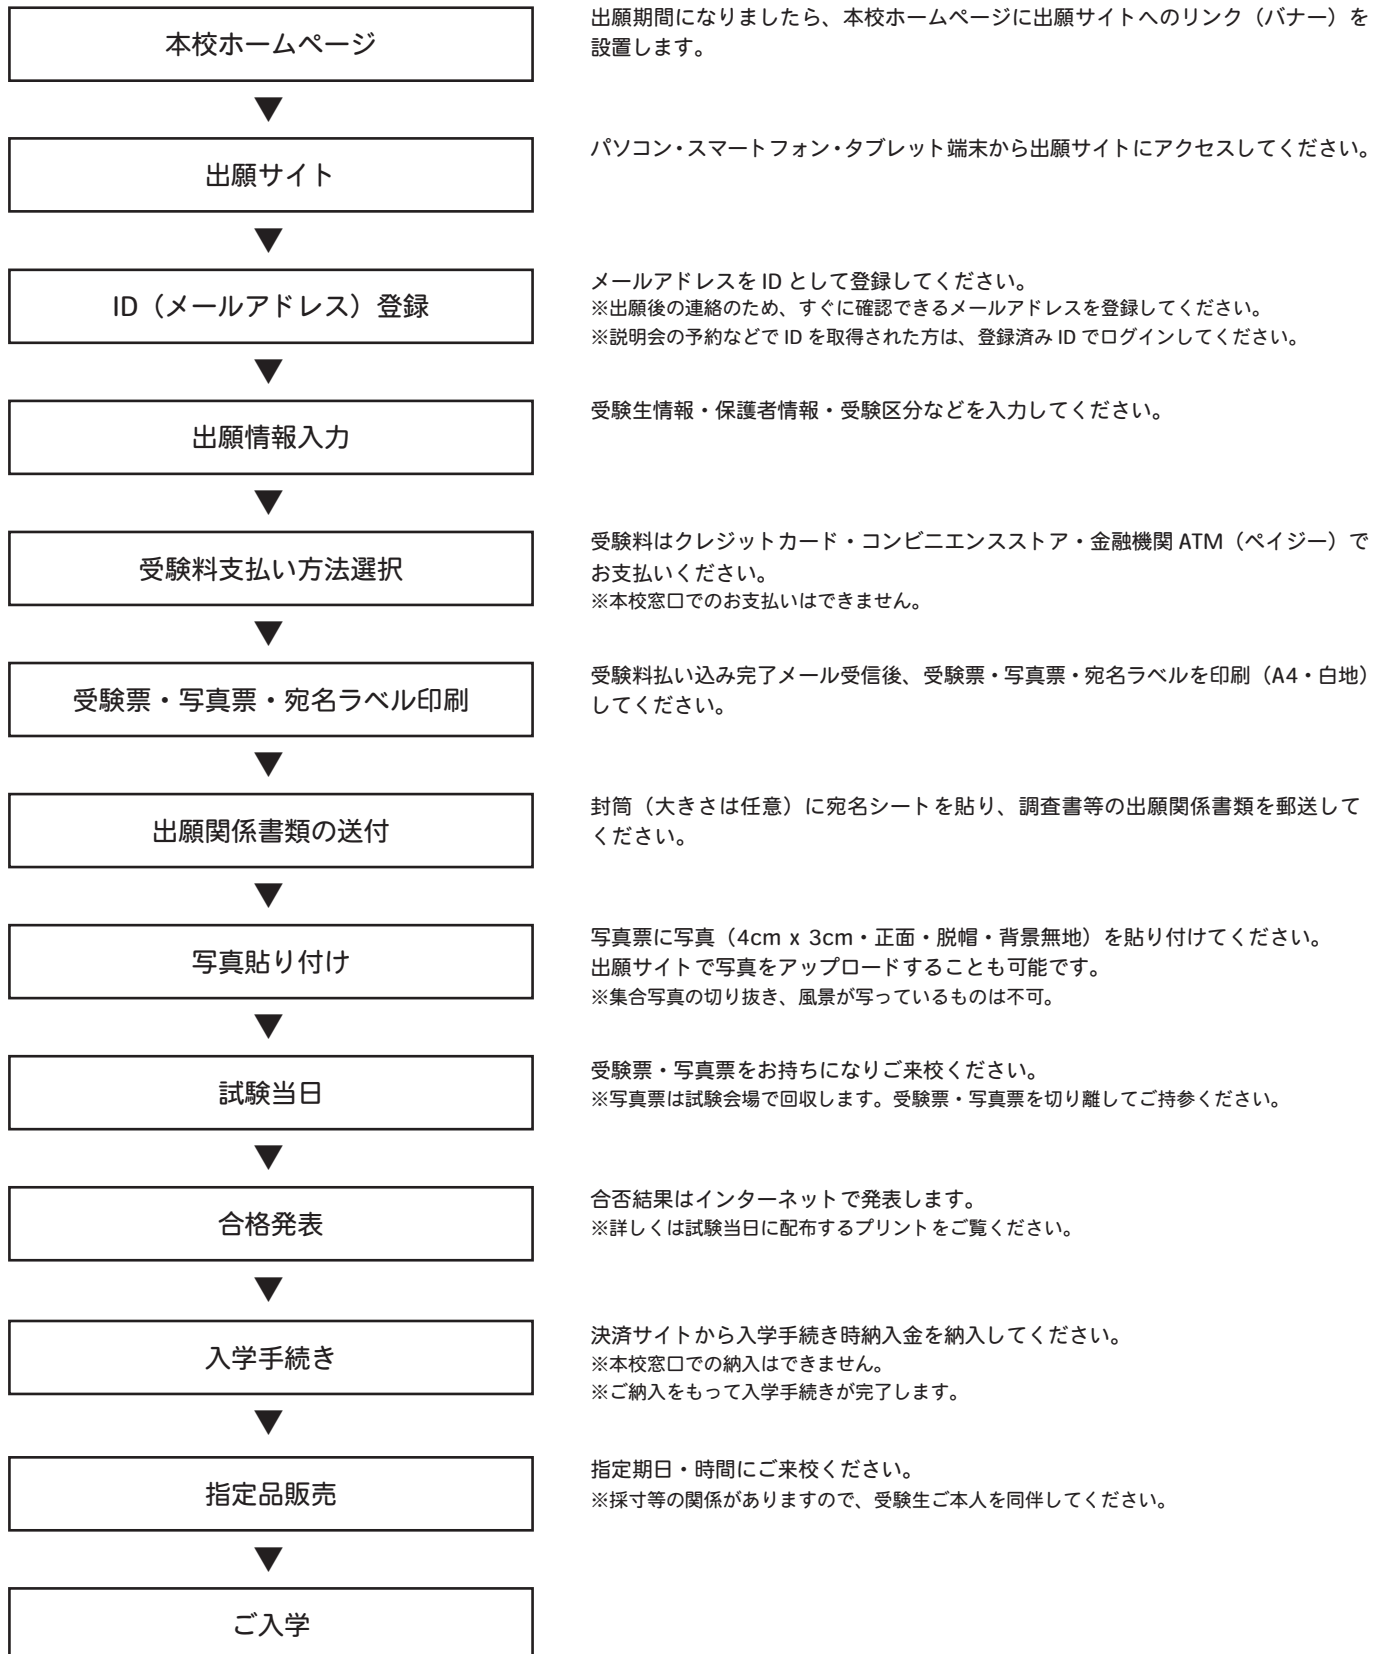 本校ホームページ
出願期間になりましたら、本校ホームページに出願サイトへのリンク（バナー）を
設置します。
▼
出願サイト
パソコン・スマートフォン・タブレット端末から出願サイトにアクセスしてください。
▼
ID（メールアドレス）登録
メールアドレスを ID として登録してください。
※出願後の連絡のため、すぐに確認できるメールアドレスを登録してください。
※説明会の予約などで ID を取得された方は、登録済み ID でログインしてください。
▼
出願情報入力
受験生情報・保護者情報・受験区分などを入力してください。
▼
受験料支払い方法選択
受験料はクレジットカード・コンビニエンスストア・金融機関 ATM（ペイジー）で
お支払いください。
※本校窓口でのお支払いはできません。
▼
受験票・写真票・宛名ラベル印刷
受験料払い込み完了メール受信後、受験票・写真票・宛名ラベルを印刷（A4・白地）
してください。
▼
出願関係書類の送付
封筒（大きさは任意）に宛名シートを貼り、調査書等の出願関係書類を郵送して
ください。
▼
写真貼り付け
写真票に写真（4cm x 3cm・正面・脱帽・背景無地）を貼り付けてください。
出願サイトで写真をアップロードすることも可能です。
※集合写真の切り抜き、風景が写っているものは不可。
▼
試験当日
受験票・写真票をお持ちになりご来校ください。
※写真票は試験会場で回収します。受験票・写真票を切り離してご持参ください。
▼
合格発表
合否結果はインターネットで発表します。
※詳しくは試験当日に配布するプリントをご覧ください。
▼
入学手続き
決済サイトから入学手続き時納入金を納入してください。
※本校窓口での納入はできません。
※ご納入をもって入学手続きが完了します。
▼
指定品販売
指定期日・時間にご来校ください。
※採寸等の関係がありますので、受験生ご本人を同伴してください。
▼
ご入学